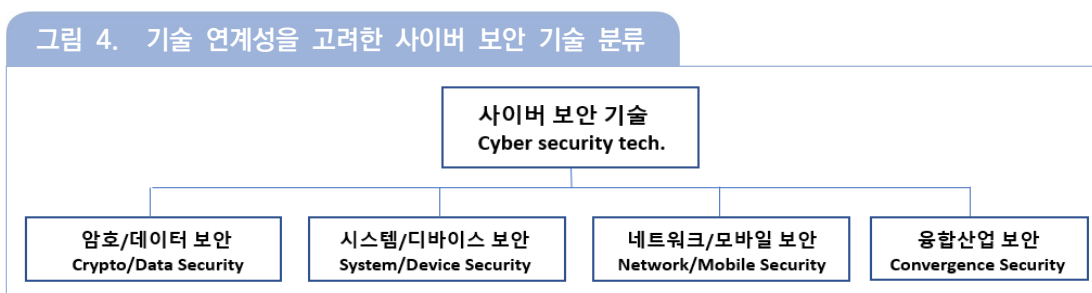 그림 4. 기술 연계성을 고려한 사이버 보안 기술 분류
사이버 보안 기술
Cyber security tech.
암호/데이터 보안
Crypto/Data Security
시스템/디바이스 보안
System/Device Security
네트워크/모바일 보안
Network/Mobile Security
융합산업 보안
Convergence Security